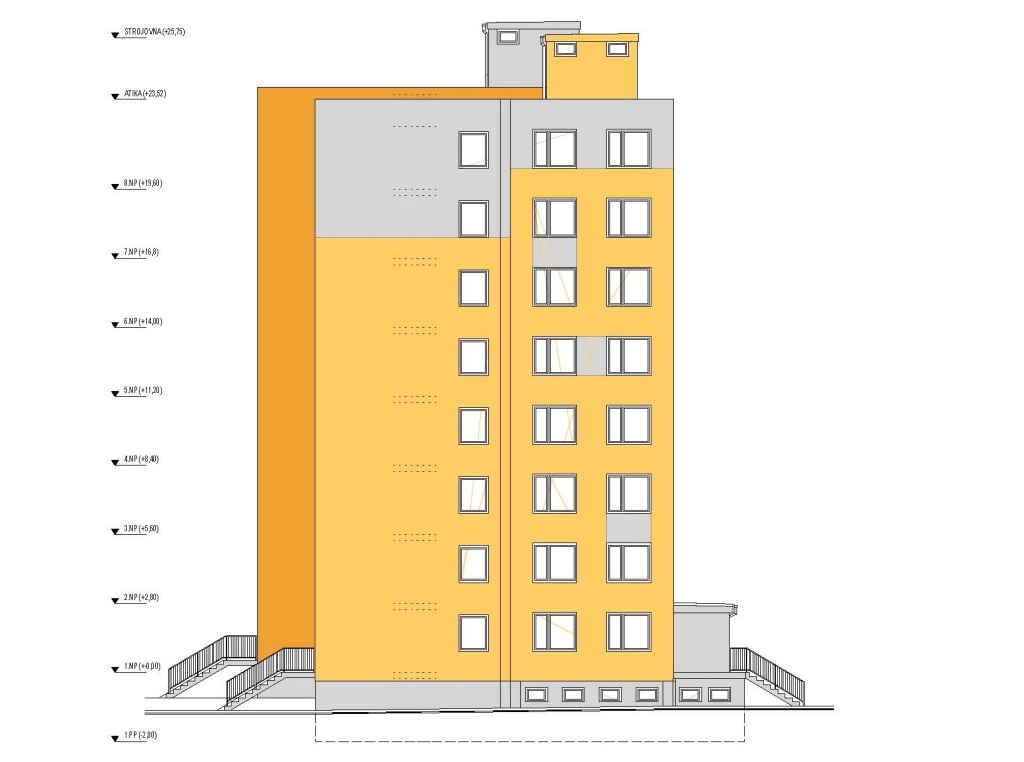 STROJOVNA (+25,75)
ATIKA (+23,52)
8.NP (+19,60)
7.NP (+16,8)
6.NP (+14,00)
5.NP (+11,20)
4.NP (+8,40)
3.NP (+5,60)
2.NP (+2,80)
1.NP (+-0,00)
1.PP (-2,80)